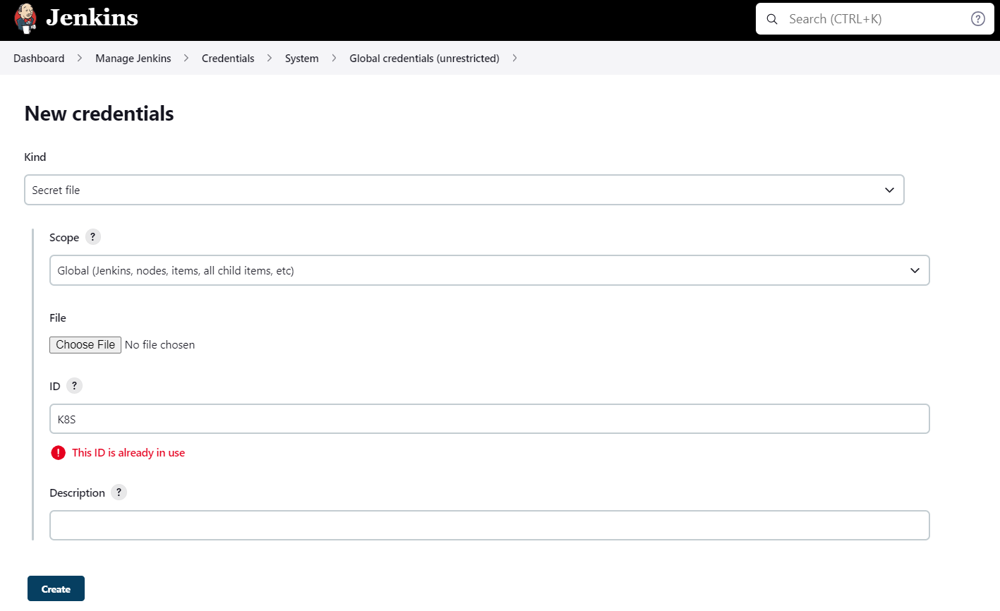 Jenkins
Search (CTRL+K)
?
Dashboard > Manage Jenkins > Credentials > System > Global credentials (unrestricted) >
New credentials
Kind
Secret file
Scope ?
Global (Jenkins, nodes, items, all child items, etc)
File
Choose File No file chosen
ID ?
K8S
! This ID is already in use
Description ?
Create